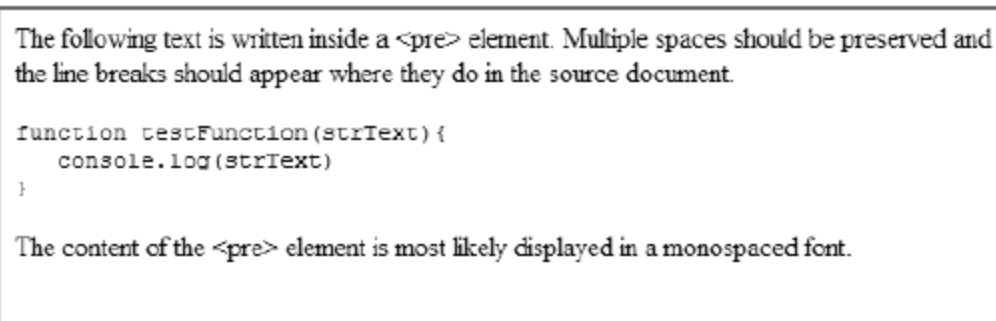 The following text is written inside a <pre> element. Multiple spaces should be preserved and
the line breaks should appear where they do in the source document.
function testFunction(strText){
   console.log(strText)
}
The content of the <pre> element is most likely displayed in a monospaced font.